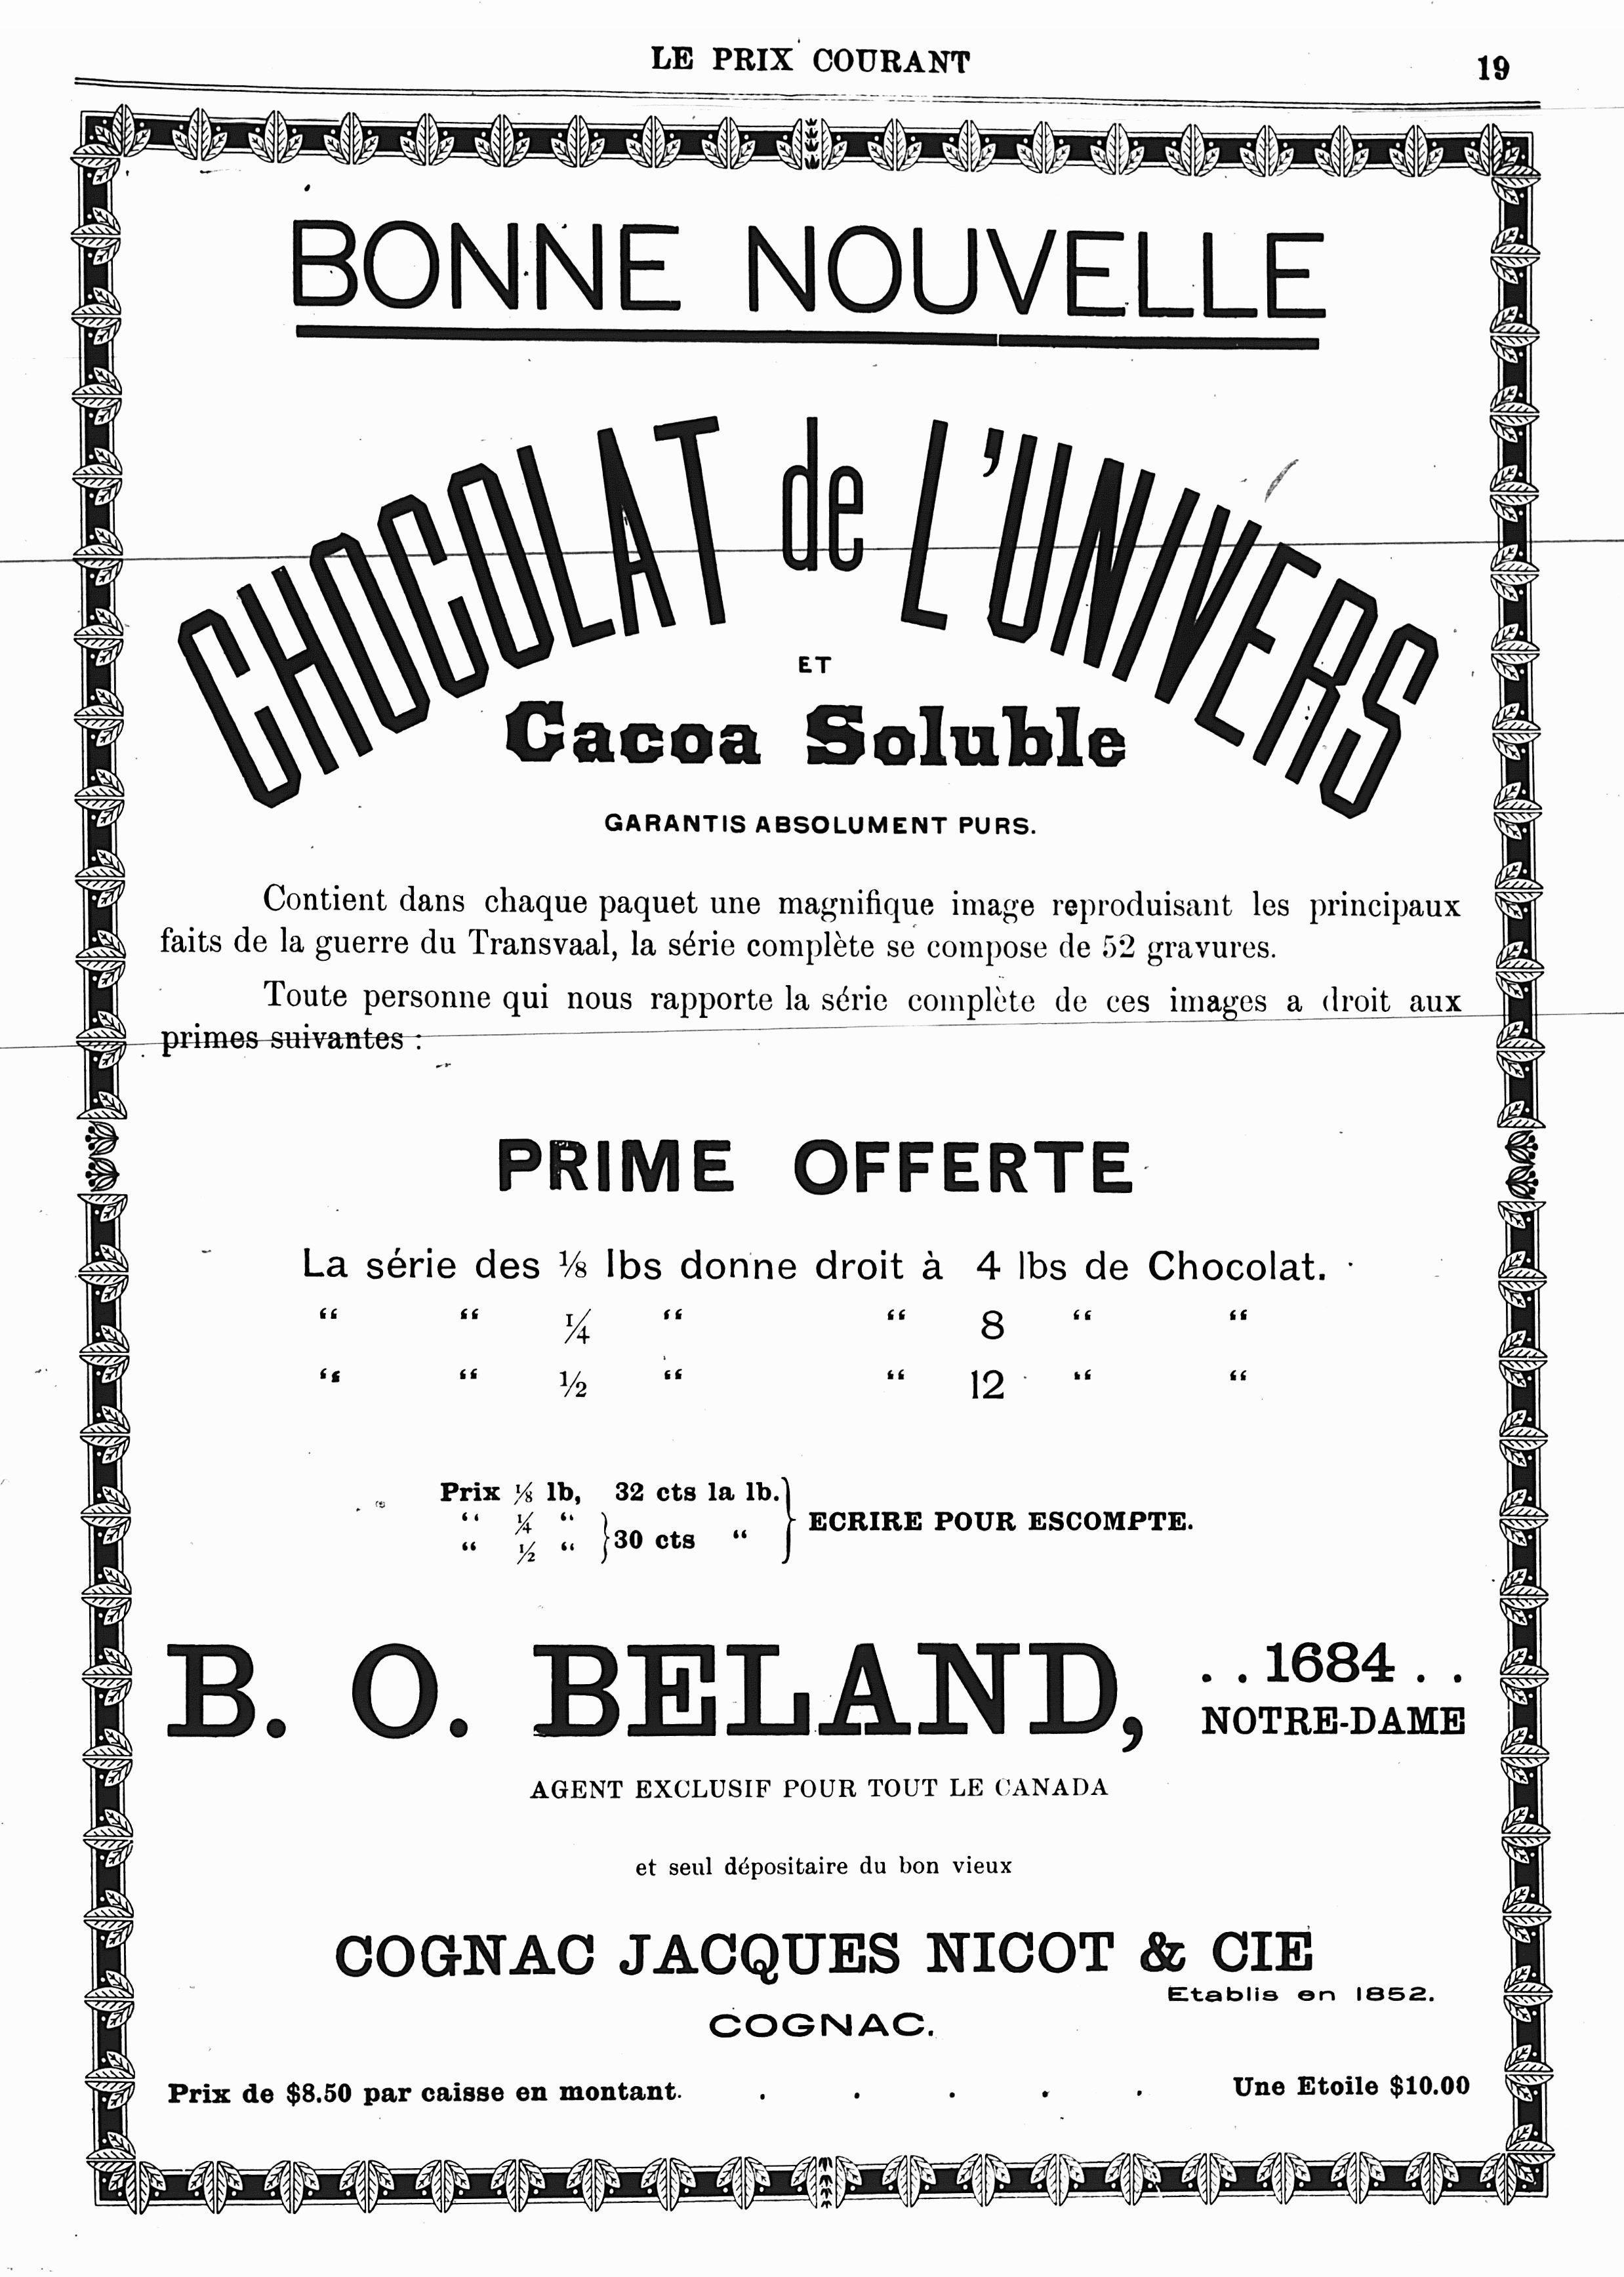 LE PRIX COURANT
19
BONNE NOUVELLE
CHOCOLAT de L'UNIVERS
ET
Cacoa Soluble
GARANTIS ABSOLUMENT PURS.
Contient dans chaque paquet une magnifique image reproduisant les principaux
faits de la guerre du Transvaal, la série complète se compose de 52 gravures.
Toute personne qui nous rapporte la série complète de ces images a droit aux
primes suivantes :
PRIME OFFERTE
La série des ⅛ lbs donne droit à 4 lbs de Chocolat.
“ “ ¼ “ “ 8 “ “
“ “ ½ “ “ 12 “ “
Prix ⅛ lb, 32 cts la lb.
“ ¼ “
“ ½ “ } 30 cts “ } ECRIRE POUR ESCOMPTE.
B. O. BELAND,
. . 1684 . .
NOTRE-DAME
AGENT EXCLUSIF POUR TOUT LE CANADA
et seul dépositaire du bon vieux
COGNAC JACQUES NICOT & CIE
Etablis en 1852.
COGNAC.
Prix de $8.50 par caisse en montant. . . . . . Une Etoile $10.00